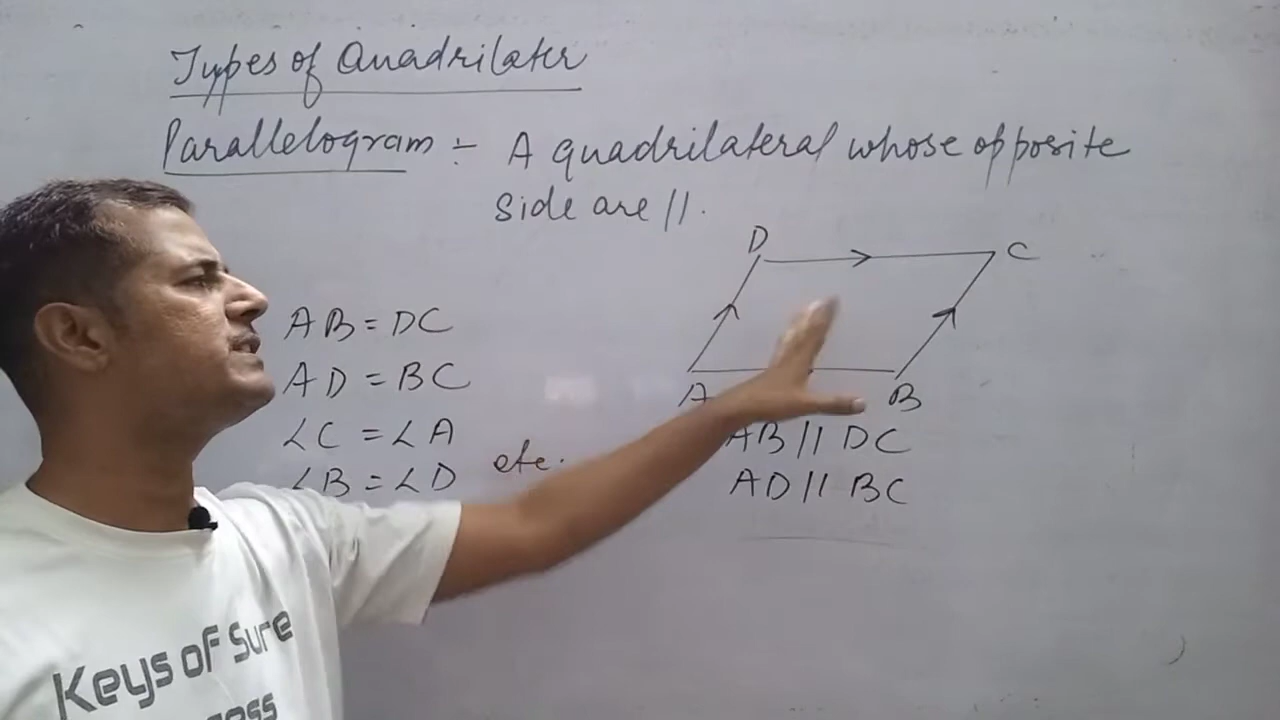 Types of Quadrilater
Parallelogram :- A quadrilateral whose opposite
side are //.
D
C
A
B
AB = DC
AD = BC
∠C = ∠A
∠B = ∠D etc.
AB // DC
AD // BC
Keys of Sure